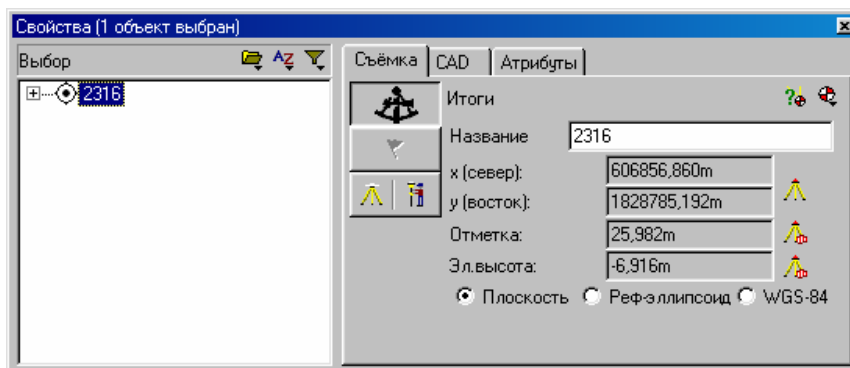 Свойства (1 объект выбран)
Выбор
2316
Съёмка CAD Атрибуты
Итоги
Название 2316
x (север): 606856,860m
y (восток): 1828785,192m
Отметка: 25,982m
Эл.высота: -6,916m
Плоскость Реф-эллипсоид WGS-84